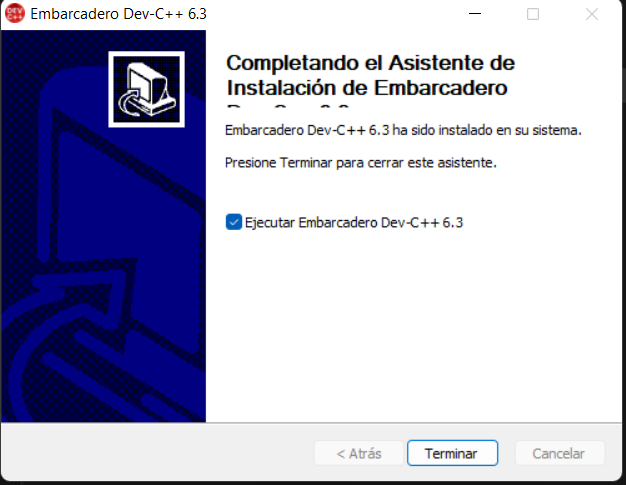 DEV C++ Embarcadero Dev-C++ 6.3
Completando el Asistente de
Instalación de Embarcadero
Embarcadero Dev-C++ 6.3 ha sido instalado en su sistema.
Presione Terminar para cerrar este asistente.
Ejecutar Embarcadero Dev-C++ 6.3
< Atrás Terminar Cancelar